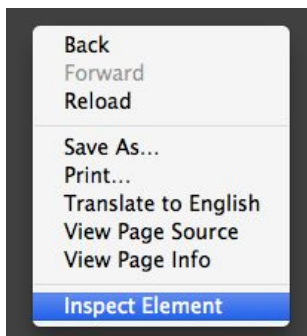 Back
Forward
Reload
Save As...
Print...
Translate to English
View Page Source
View Page Info
Inspect Element